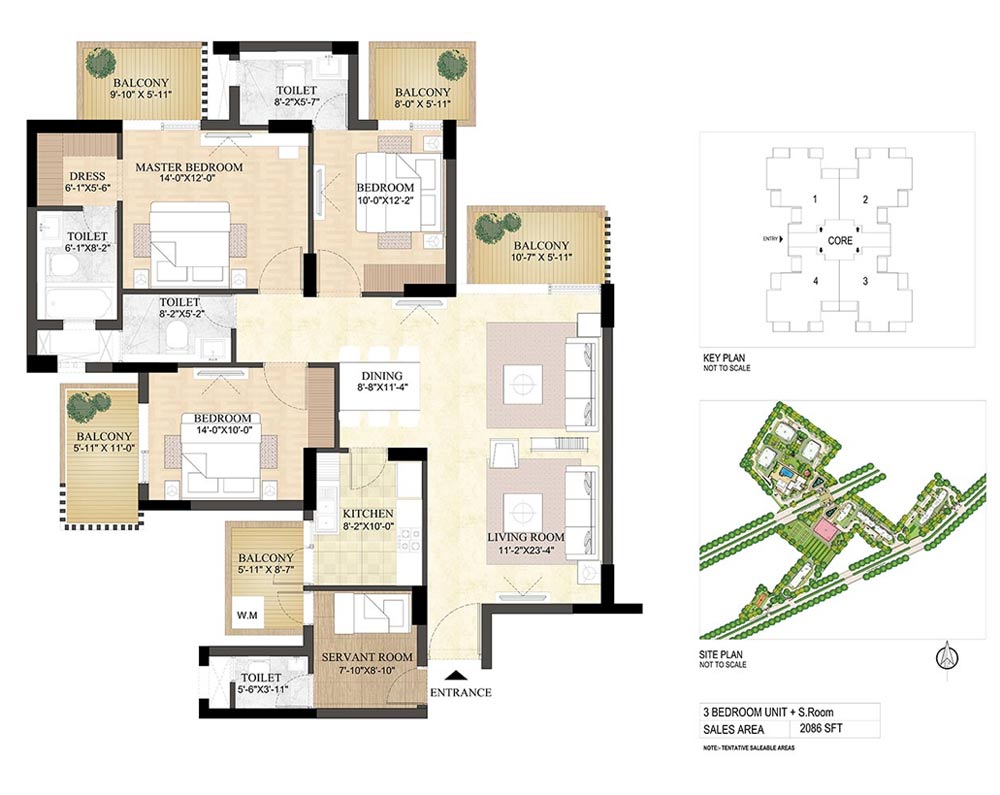 BALCONY
9'-10" X 5'-11"
TOILET
8'-2"X5'-7"
BALCONY
8'-0" X 5'-11"
DRESS
6'-1"X5'-6"
MASTER BEDROOM
14'-0"X12'-0"
BEDROOM
10'-0"X12'-2"
TOILET
6'-1"X8'-2"
BALCONY
10'-7" X 5'-11"
TOILET
8'-2"X5'-2"
DINING
8'-8"X11'-4"
BEDROOM
14'-0"X10'-0"
BALCONY
5'-11" X 11'-0"
KITCHEN
8'-2"X10'-0"
LIVING ROOM
11'-2"X23'-4"
BALCONY
5'-11" X 8'-7"
W.M
SERVANT ROOM
7'-10"X8'-10"
TOILET
5'-6"X3'-11"
ENTRANCE
1
2
ENTRY
CORE
4
3
KEY PLAN
NOT TO SCALE
SITE PLAN
NOT TO SCALE
3 BEDROOM UNIT + S.Room
SALES AREA 2086 SFT
NOTE:- TENTATIVE SALEABLE AREAS